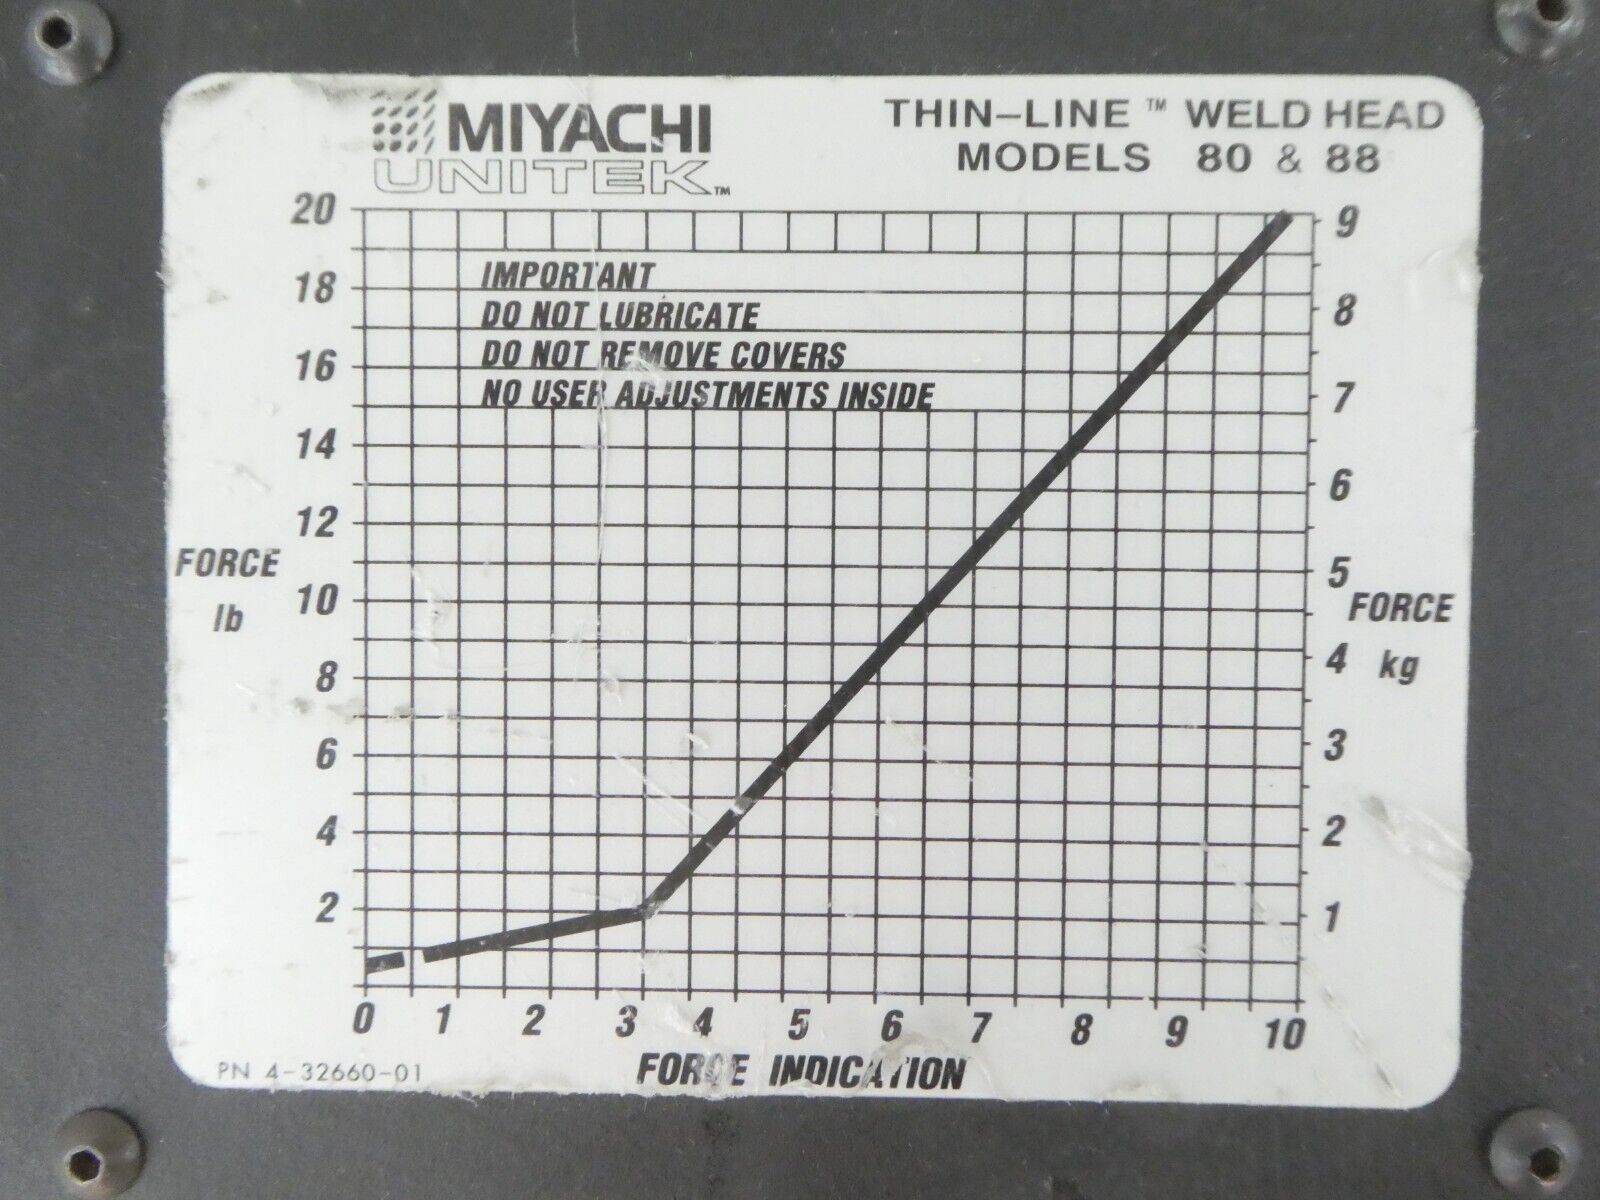 MIYACHI
UNITEK™
THIN-LINE™ WELD HEAD
MODELS 80 & 88
20
18
16
14
12
10
8
6
4
2
FORCE
lb
IMPORTANT
DO NOT LUBRICATE
DO NOT REMOVE COVERS
NO USER ADJUSTMENTS INSIDE
9
8
7
6
5
4
3
2
1
FORCE
kg
0 1 2 3 4 5 6 7 8 9 10
FORCE INDICATION
PN 4-32660-01